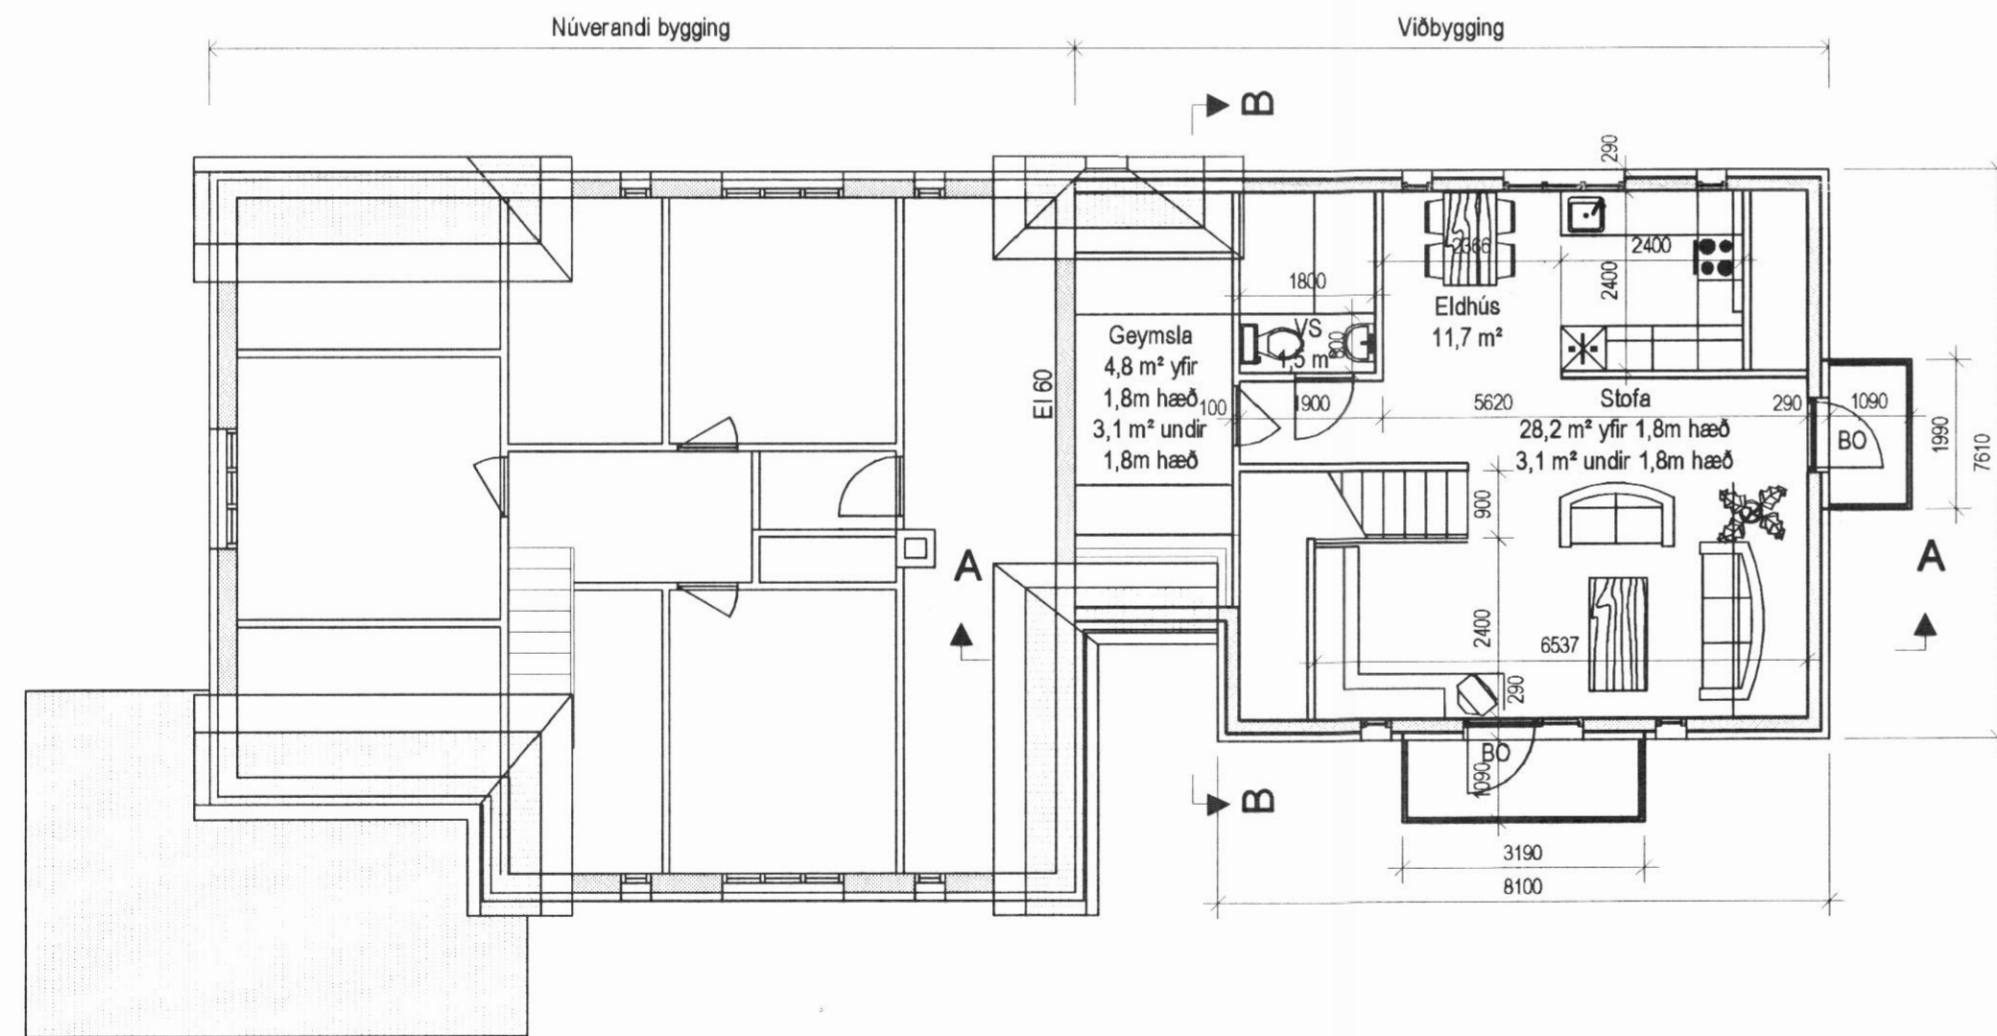 Núverandi bygging
Viðbygging
B
290
2366
2400
2400
1800
Eldhús
11,7 m²
VS
1,5 m²
800
Geymsla
4,8 m² yfir
1,8m hæð
3,1 m² undir
1,8m hæð
EI 60
100
1900
5620
290
1090
Stofa
28,2 m² yfir 1,8m hæð
3,1 m² undir 1,8m hæð
BO
1990
7610
900
A
A
2400
6537
290
BO
1090
B
3190
8100